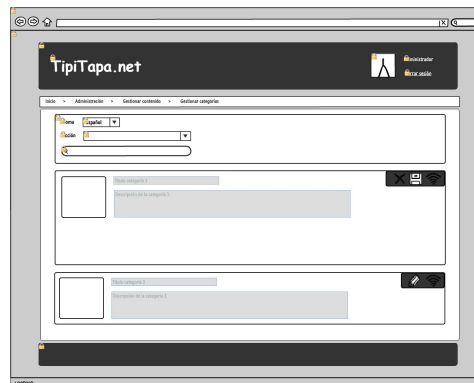 TipiTapa.net
ministrador
rrar sesión
Inicio > Administración > Gestionar contenido > Gestionar categorías
ioma Español
cción
Título categoría 1
Descripción de la categoría 1
Título categoría 2
Descripción de la categoría 2